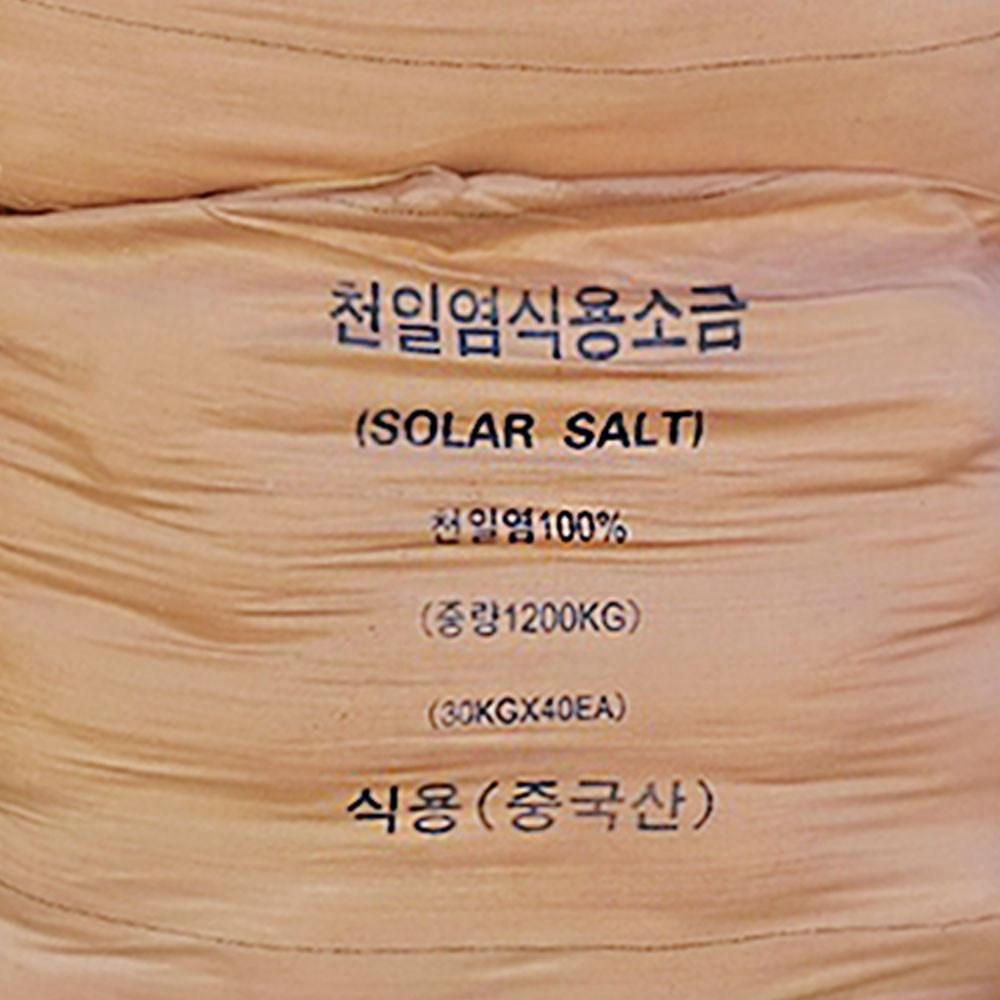 천일염식용소금
(SOLAR SALT)
천일염100%
(중량1200KG)
(30KGX40EA)
식용(중국산)